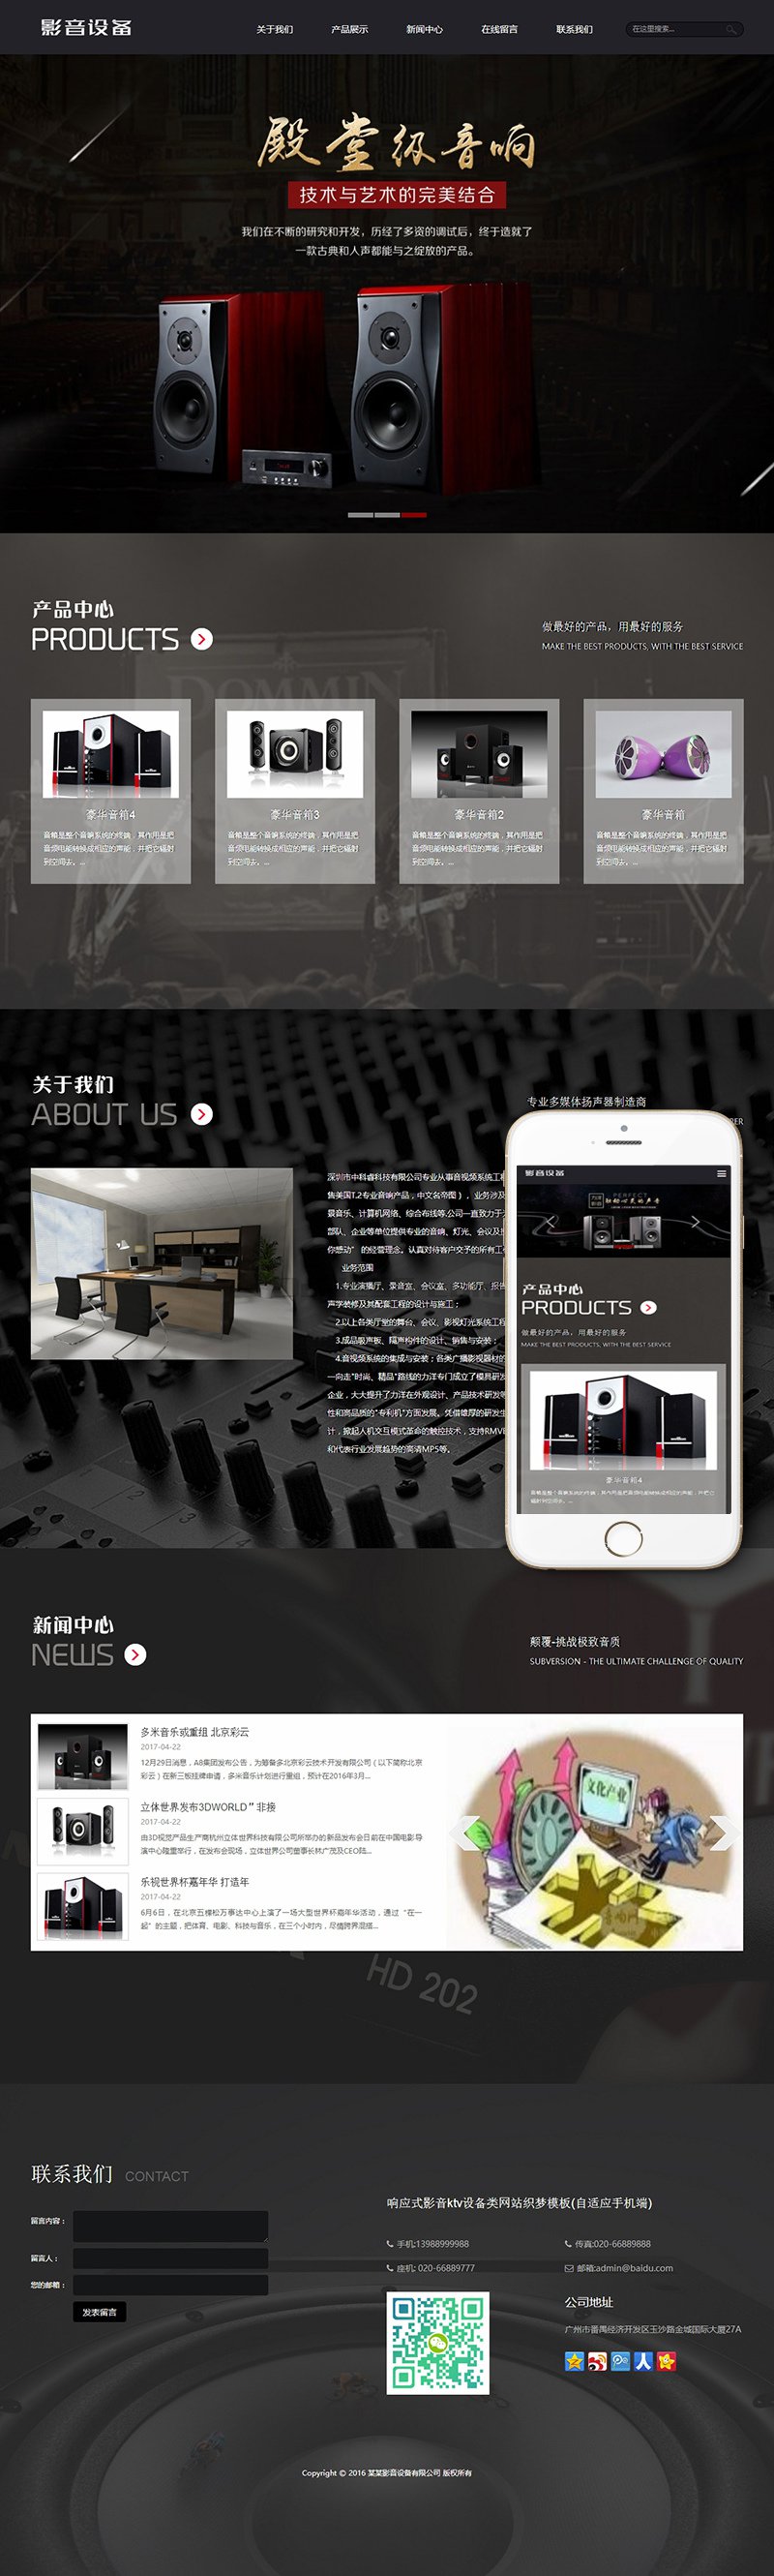 影音设备
关于我们
产品展示
新闻中心
在线留言
联系我们
在这里搜索...
殿堂级音响
技术与艺术的完美结合
我们在不断的研究和开发，历经了多资的调试后，终于造就了
一款古典和人声都能与之绽放的产品。
产品中心
PRODUCTS
做最好的产品，用最好的服务
MAKE THE BEST PRODUCTS, WITH THE BEST SERVICE
豪华音箱4
音箱是整个音响系统的终端，其作用是把
音频电能转换成相应的声能，并把它辐射
到空间去。...
豪华音箱3
音箱是整个音响系统的终端，其作用是把
音频电能转换成相应的声能，并把它辐射
到空间去。...
豪华音箱2
音箱是整个音响系统的终端，其作用是把
音频电能转换成相应的声能，并把它辐射
到空间去。...
豪华音箱
音箱是整个音响系统的终端，其作用是把
音频电能转换成相应的声能，并把它辐射
到空间去。...
关于我们
ABOUT US
专业多媒体扬声器制造商
深圳市中科睿科技有限公司专业从事音视频系统工程
售美国T.2专业音响产品，中文名帝图），业务涉及
景音乐、计算机网络、综合布线等.公司一直致力于为
部队、企业等单位提供专业的音响、灯光、会议及
你感动” 的经营理念。认真对待客户交予的所有工
业务范围
1.专业演播厅、录音室、会议室、多功能厅、报告
声学装修及其配套工程的设计与施工；
2.以上各类厅堂的舞台、会议、影视灯光系统工程
3.成品吸声板、隔声构件的设计、销售与安装；
4.音视频系统的集成与安装；各类广播影视器材的
一向走"时尚、精品"路线的力洋专门成立了模具研发
企业，大大提升了力洋在外观设计、产品技术研发等
性和高品质的"专利机"方面发展。凭借雄厚的研发生
计，掀起人机交互模式革命的触控技术，支持RMVB
和代表行业发展趋势的高清MP5等。
影音设备
PERFECT
产品中心
PRODUCTS
做最好的产品，用最好的服务
MAKE THE BEST PRODUCTS, WITH THE BEST SERVICE
豪华音箱4
音箱是整个音响系统的终端，其作用是把音频电能转换成相应的声能，并把它
辐射到空间去。...
新闻中心
NEWS
颠覆-挑战极致音质
SUBVERSION - THE ULTIMATE CHALLENGE OF QUALITY
多米音乐或重组 北京彩云
2017-04-22
12月29日消息，A8集团发布公告，为筹备多北京彩云技术开发有限公司（以下简称北京
彩云）在新三板挂牌申请，多米音乐计划进行重组，预计在2016年3月...
立体世界发布3DWORLD＂非接
2017-04-22
由3D视觉产品生产商杭州立体世界科技有限公司所举办的新品发布会日前在中国电影导
演中心隆重举行，在发布会现场，立体世界公司董事长林广茂及CEO陆...
乐视世界杯嘉年华 打造年
2017-04-22
6月6日，在北京五棵松万事达中心上演了一场大型世界杯嘉年华活动，通过“在一
起”的主题，把体育、电影、科技与音乐，在三个小时内，尽情跨界混搭...
文化产业
HD 202
联系我们 CONTACT
留言内容：
留言人：
您的邮箱：
发表留言
响应式影音ktv设备类网站织梦模板(自适应手机端)
手机:13988999988
传真:020-66889888
座机: 020-66889777
邮箱:admin@baidu.com
公司地址
广州市番禺经济开发区玉沙路金城国际大厦27A
Copyright © 2016 某某影音设备有限公司 版权所有